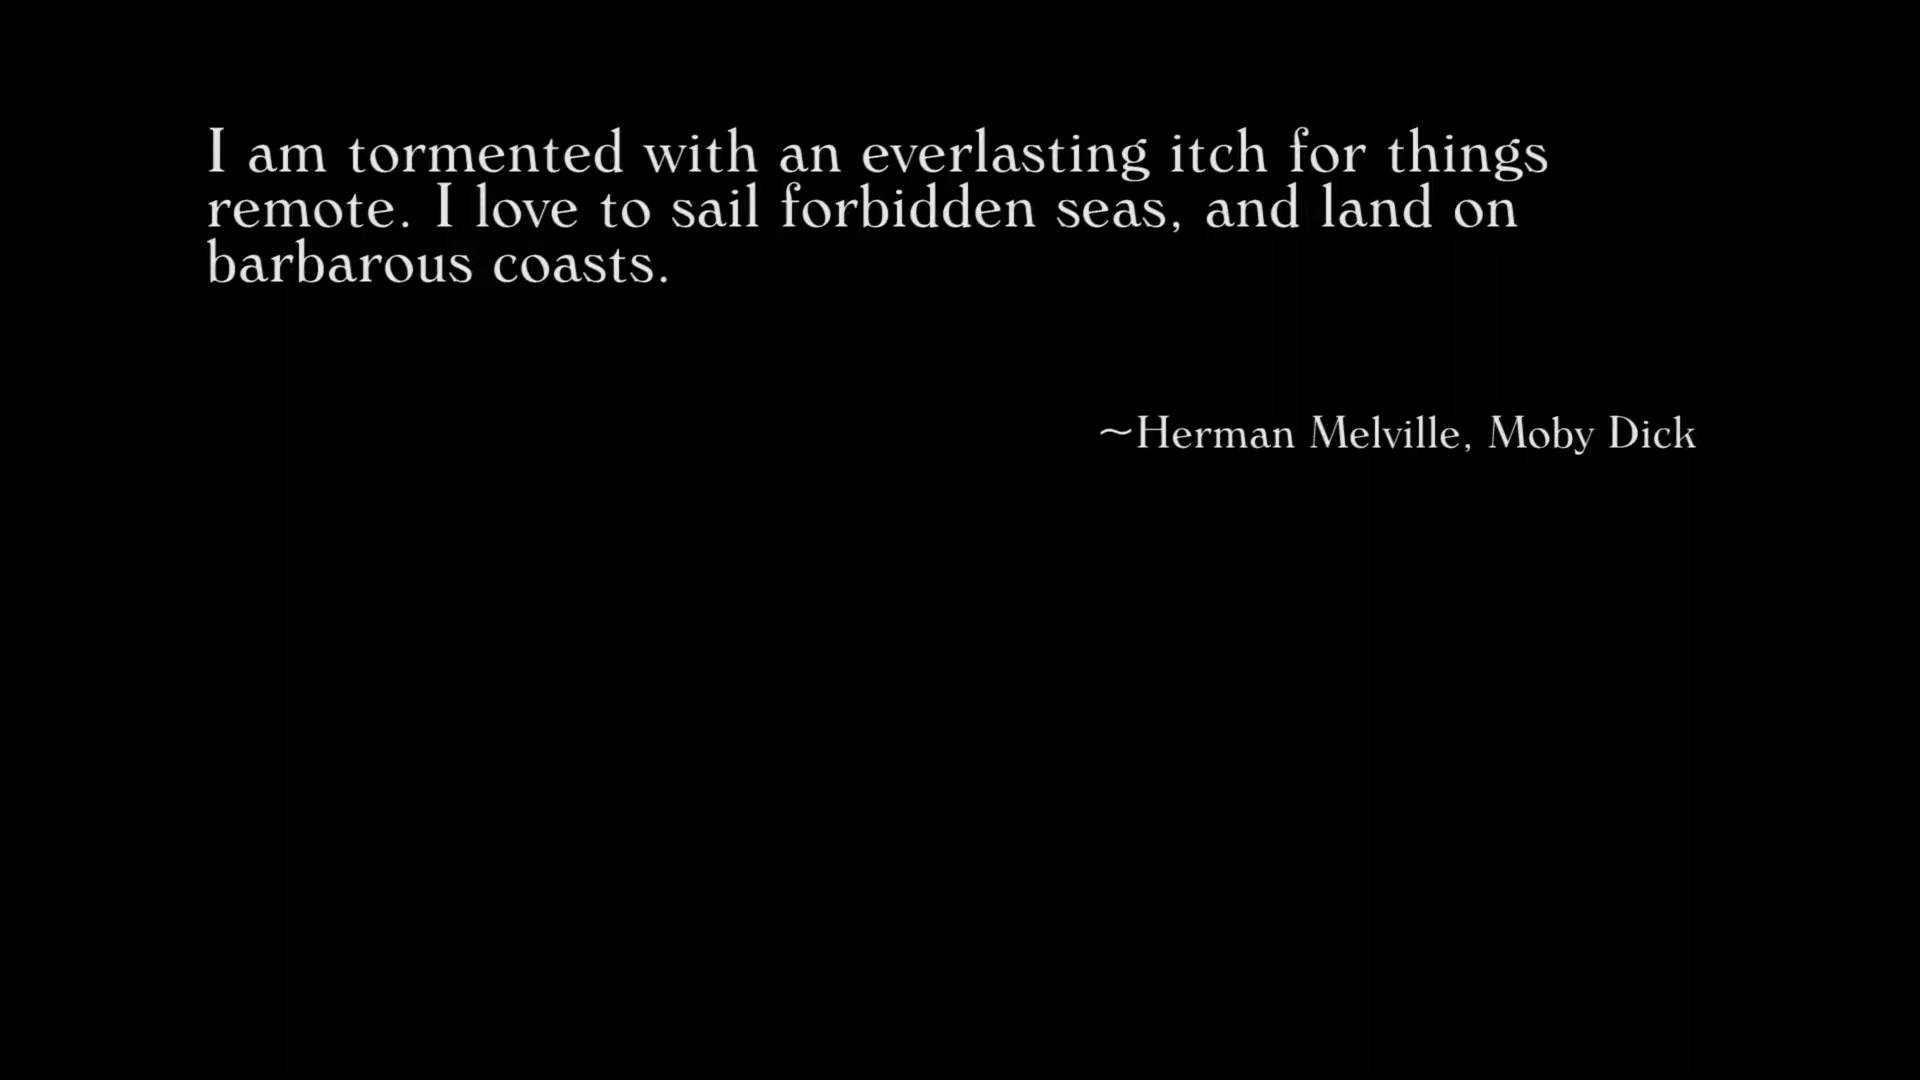 I am tormented with an everlasting itch for things
remote. I love to sail forbidden seas, and land on
barbarous coasts.
~Herman Melville, Moby Dick